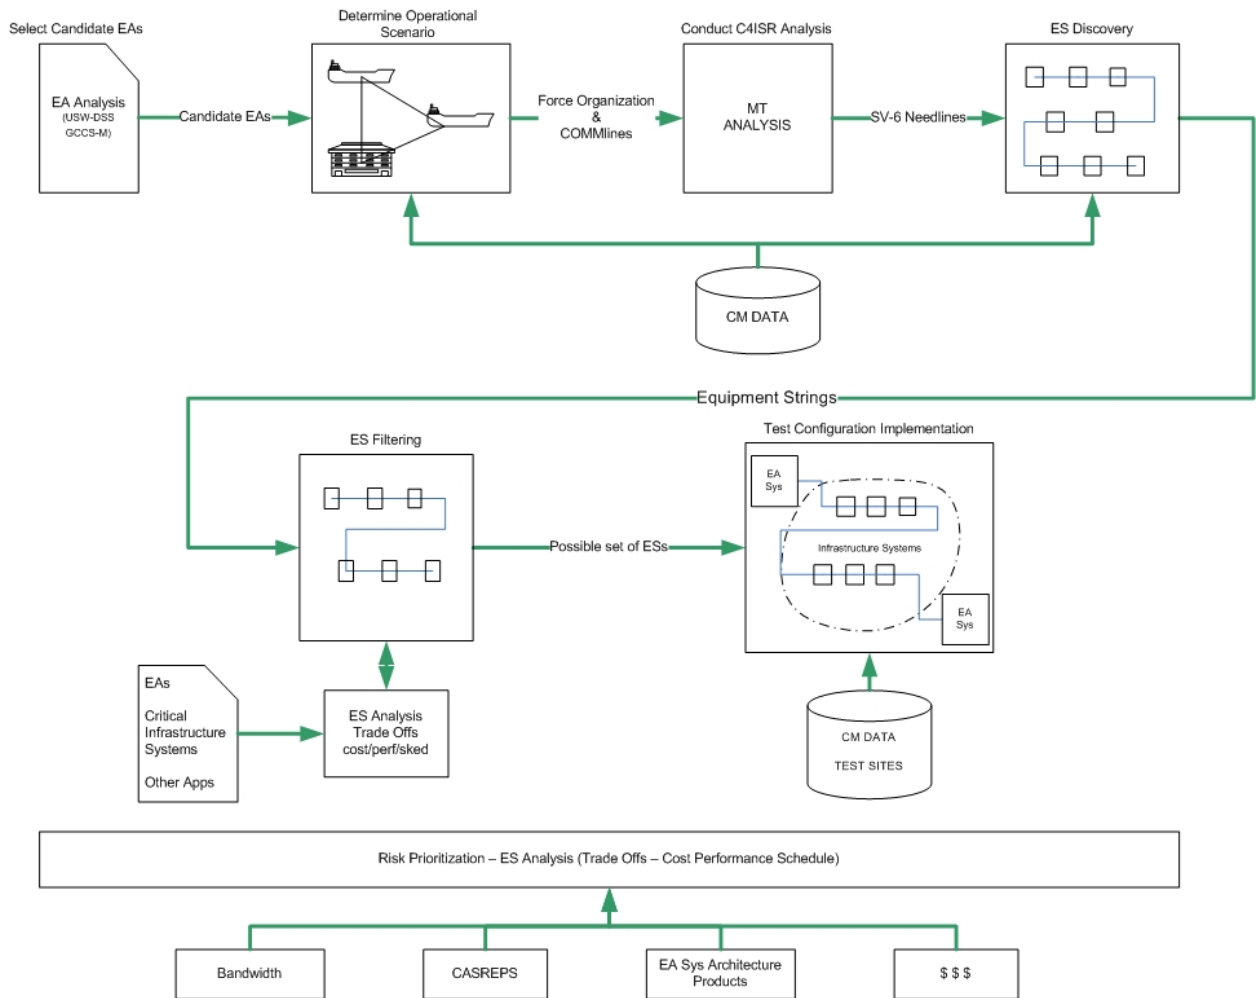 Select Candidate EAs
Determine Operational
Scenario
Conduct C4ISR Analysis
ES Discovery
EA Analysis
(USW-DSS
GCCS-M)
Candidate EAs
Force Organization
&
COMMlines
MT
ANALYSIS
SV-6 Needlines
CM DATA
Equipment Strings
ES Filtering
Test Configuration Implementation
EA
Sys
Infrastructure Systems
EA
Sys
Possible set of ESs
EAs
Critical
Infrastructure
Systems
Other Apps
ES Analysis
Trade Offs
cost/perf/sked
CM DATA
TEST SITES
Risk Prioritization – ES Analysis (Trade Offs – Cost Performance Schedule)
Bandwidth
CASREPS
EA Sys Architecture
Products
$ $ $